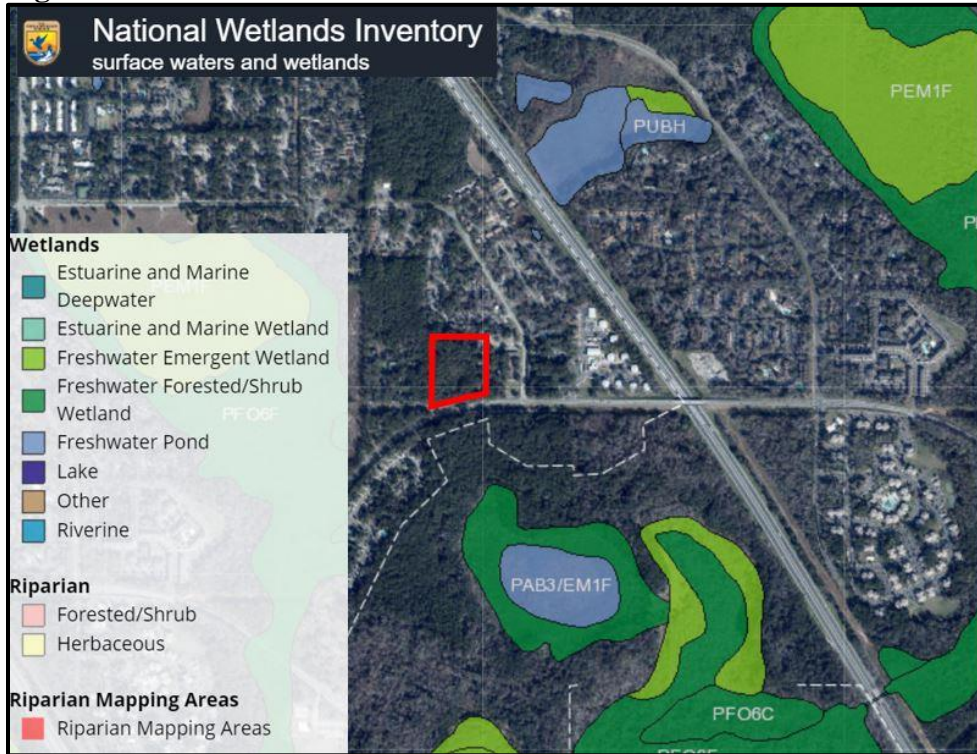 National Wetlands Inventory
surface waters and wetlands
PEM1F
PUBH
Wetlands
Estuarine and Marine
Deepwater
PEM1F
Estuarine and Marine Wetland
Freshwater Emergent Wetland
Freshwater Forested/Shrub
Wetland
PFO6F
Freshwater Pond
Lake
Other
Riverine
PAB3/EM1F
Riparian
Forested/Shrub
Herbaceous
Riparian Mapping Areas
Riparian Mapping Areas
PFO6C